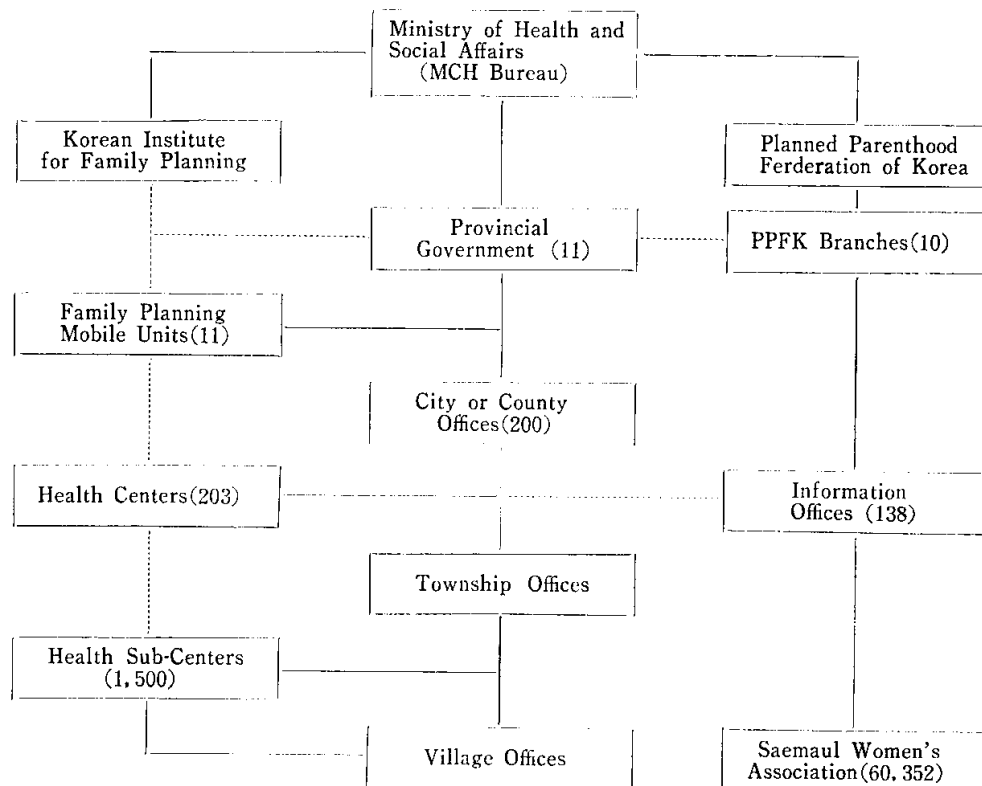 Ministry of Health and
Social Affairs
(MCH Bureau)
Korean Institute
for Family Planning
Planned Parenthood
Ferderation of Korea
Provincial
Government (11)
PPFK Branches(10)
Family Planning
Mobile Units(11)
City or County
Offices(200)
Health Centers(203)
Information
Offices (138)
Township Offices
Health Sub-Centers
(1,500)
Village Offices
Saemaul Women's
Association(60,352)